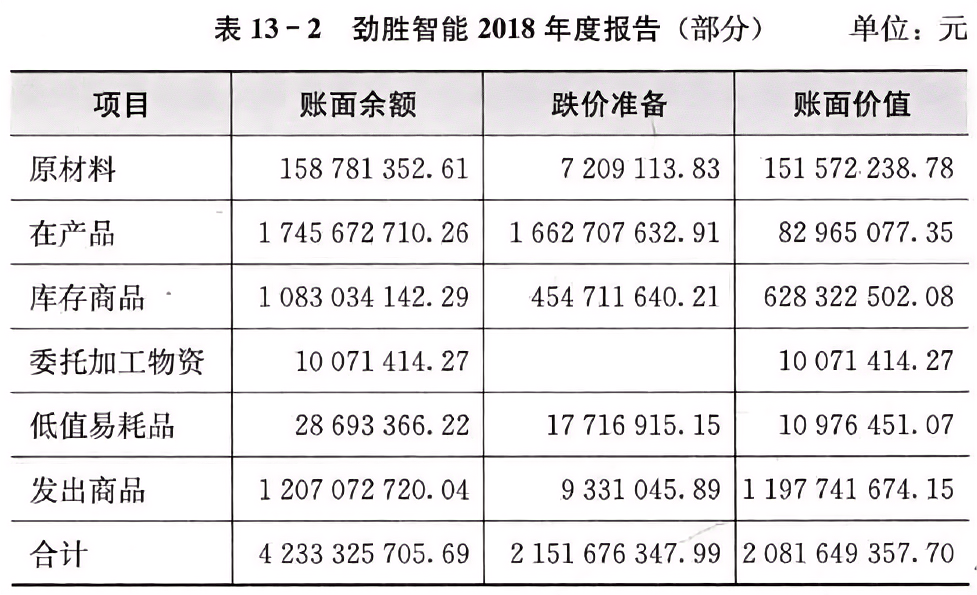 表 13-2 劲胜智能 2018 年度报告（部分） 单位：元
项目 账面余额 跌价准备 账面价值
原材料 158 781 352.61 7 209 113.83 151 572 238.78
在产品 1 745 672 710.26 1 662 707 632.91 82 965 077.35
库存商品 1 083 034 142.29 454 711 640.21 628 322 502.08
委托加工物资 10 071 414.27 10 071 414.27
低值易耗品 28 693 366.22 17 716 915.15 10 976 451.07
发出商品 1 207 072 720.04 9 331 045.89 1 197 741 674.15
合计 4 233 325 705.69 2 151 676 347.99 2 081 649 357.70